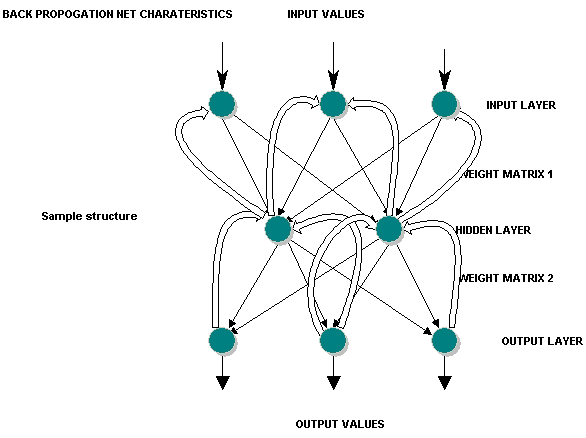 BACK PROPOGATION NET CHARATERISTICS
INPUT VALUES
INPUT LAYER
WEIGHT MATRIX 1
Sample structure
HIDDEN LAYER
WEIGHT MATRIX 2
OUTPUT LAYER
OUTPUT VALUES